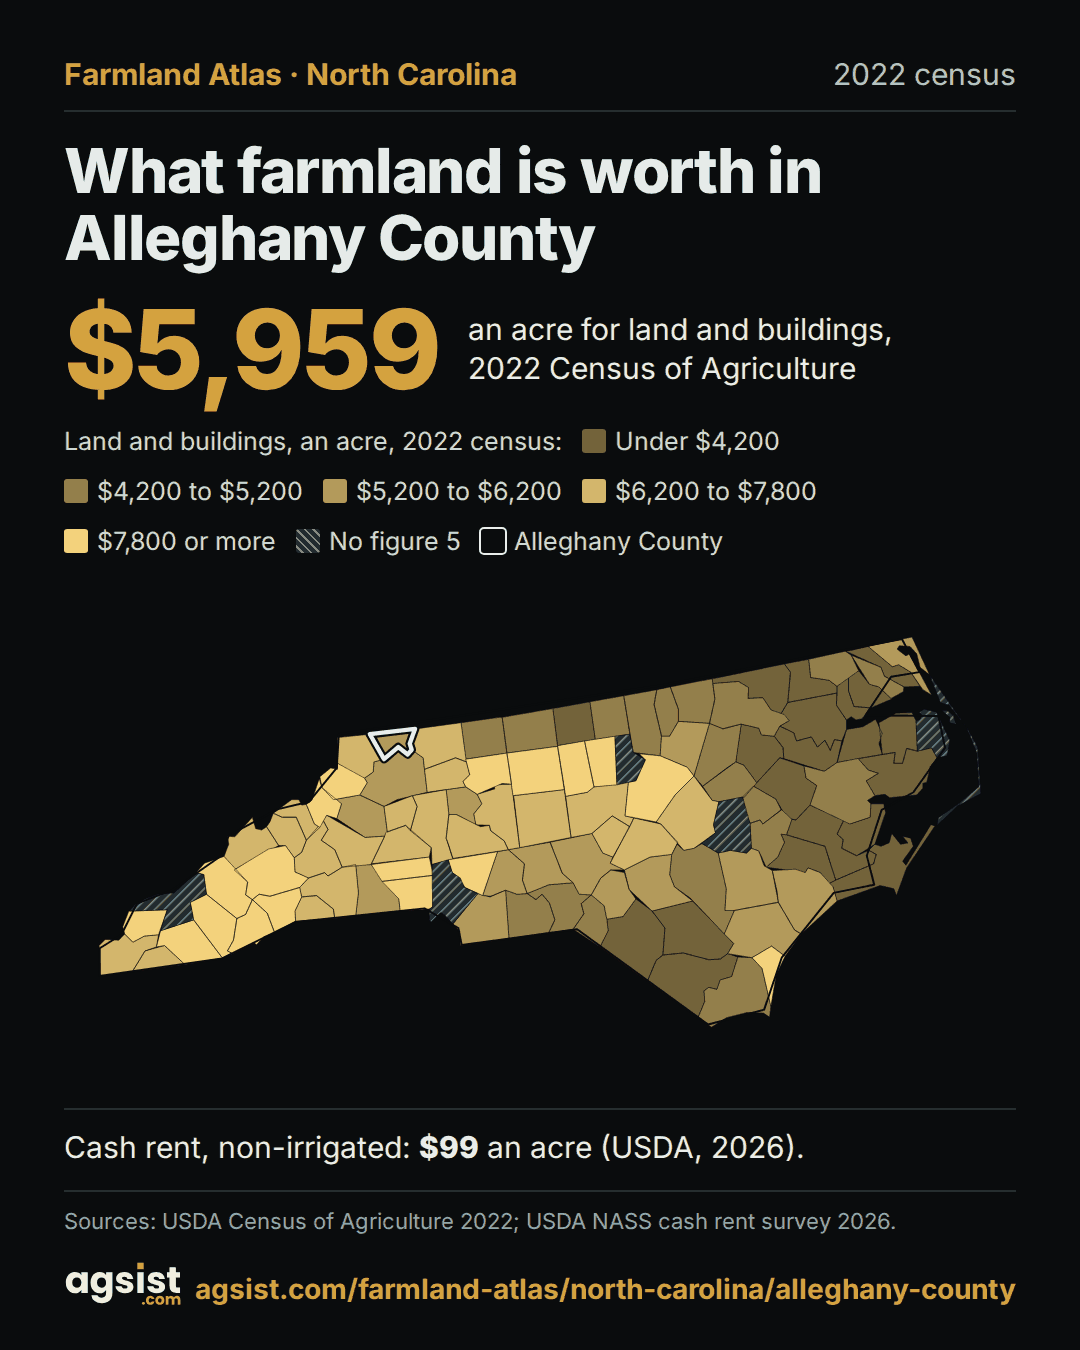 Farmland Atlas · North Carolina
2022 census
What farmland is worth in
Alleghany County
$5,959
an acre for land and buildings,
2022 Census of Agriculture
Land and buildings, an acre, 2022 census: Under $4,200
$4,200 to $5,200 $5,200 to $6,200 $6,200 to $7,800
$7,800 or more No figure 5 Alleghany County
Cash rent, non-irrigated: $99 an acre (USDA, 2026).
Sources: USDA Census of Agriculture 2022; USDA NASS cash rent survey 2026.
agsist.com
agsist.com/farmland-atlas/north-carolina/alleghany-county